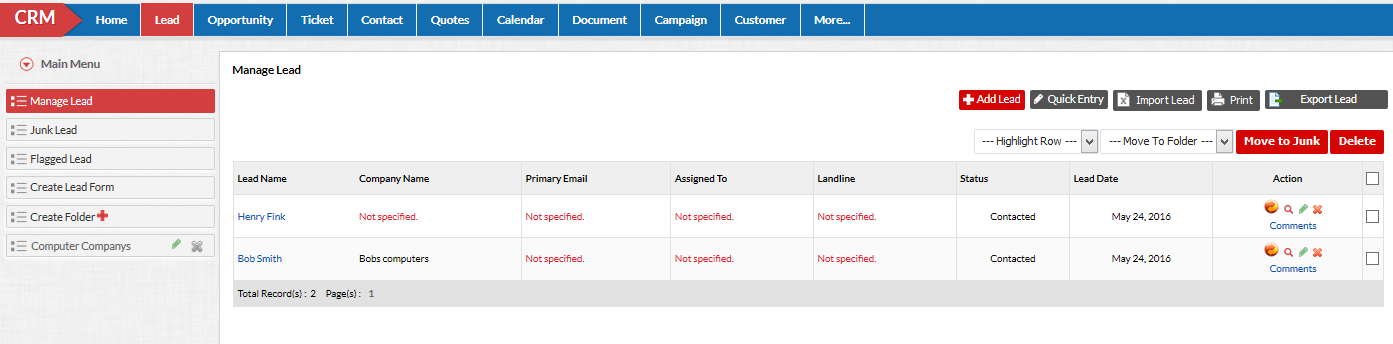 CRM Home Lead Opportunity Ticket Contact Quotes Calendar Document Campaign Customer More...
Main Menu
Manage Lead
Junk Lead
Flagged Lead
Create Lead Form
Create Folder
Computer Companys
Manage Lead
Add Lead Quick Entry Import Lead Print Export Lead
--- Highlight Row --- --- Move To Folder --- Move to Junk Delete
Lead Name Company Name Primary Email Assigned To Landline Status Lead Date Action
Henry Fink Not specified. Not specified. Not specified. Not specified. Contacted May 24, 2016
Comments
Bob Smith Bobs computers Not specified. Not specified. Not specified. Contacted May 24, 2016
Comments
Total Record(s) : 2 Page(s) : 1